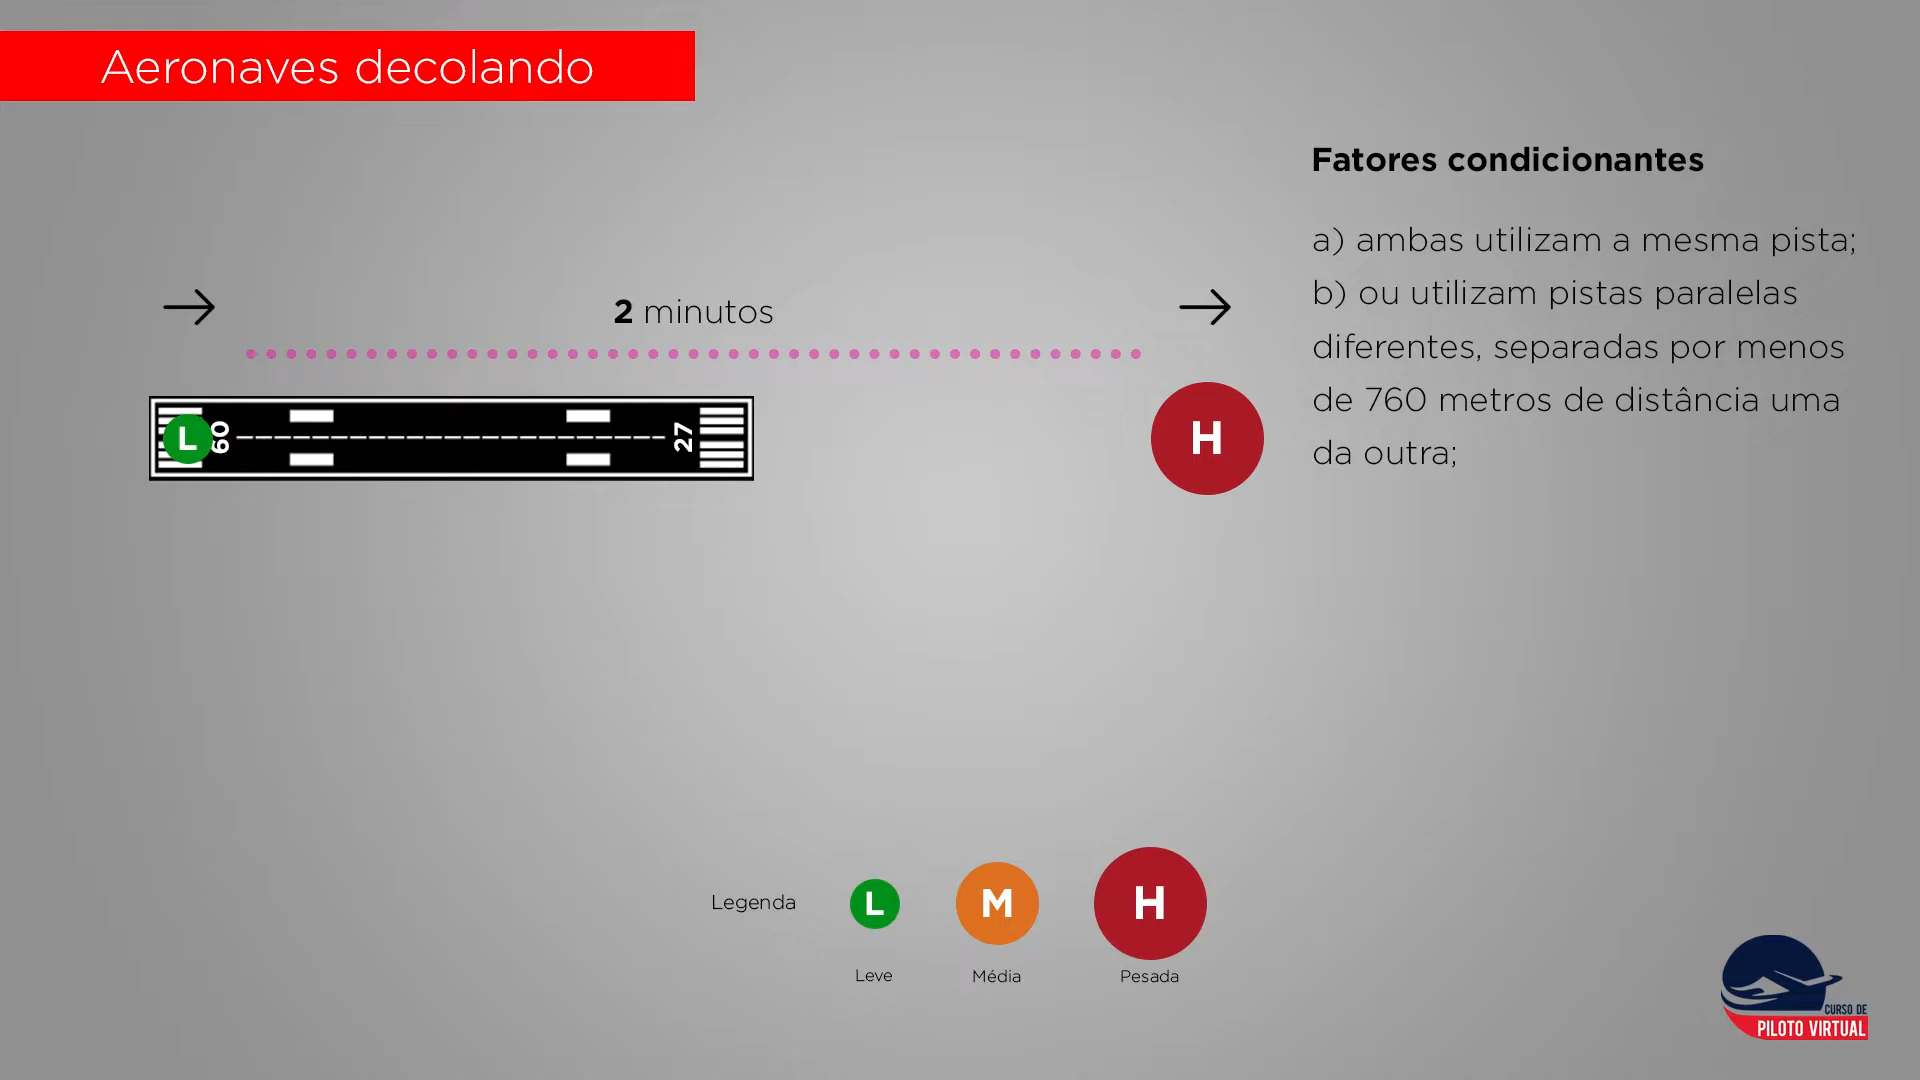 Aeronaves decolando
Fatores condicionantes
a) ambas utilizam a mesma pista;
b) ou utilizam pistas paralelas
diferentes, separadas por menos
de 760 metros de distância uma
da outra;
2 minutos
L
09
27
H
Legenda
L
M
H
Leve
Média
Pesada
CURSO DE
PILOTO VIRTUAL